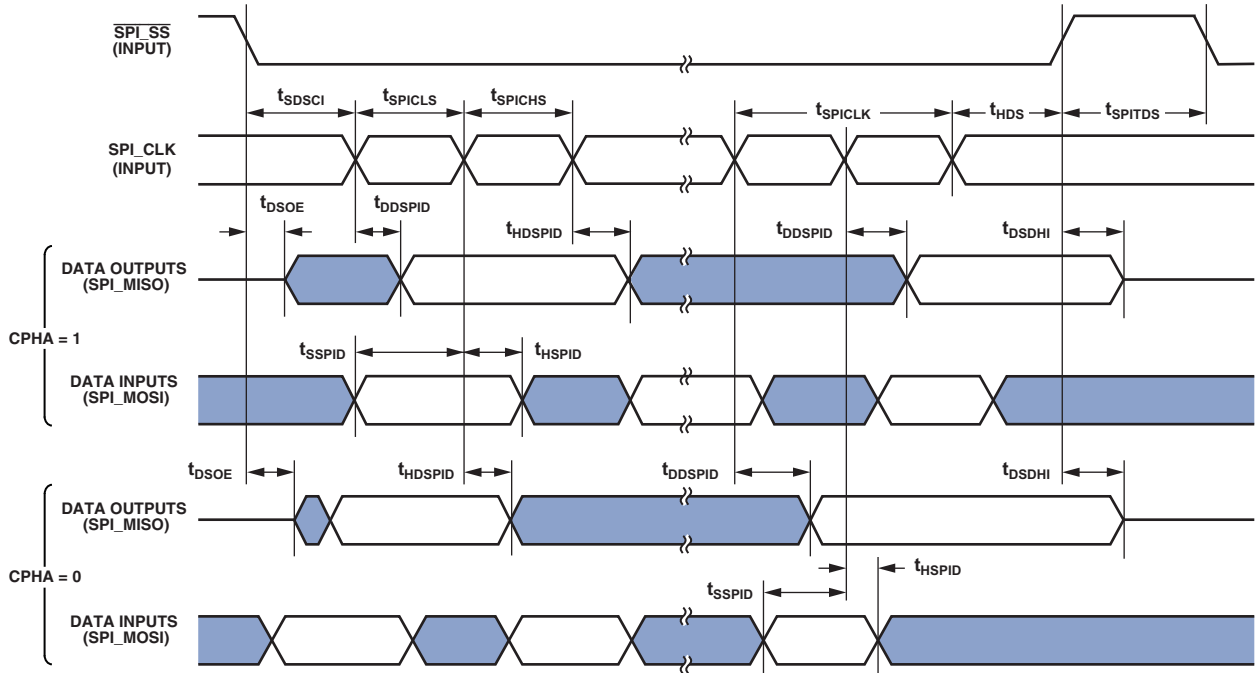 SPI_SS
(INPUT)
tSDSCI
tSPICLS
tSPICHS
tSPICLK
tHDS
tSPITDS
SPI_CLK
(INPUT)
tDSOE
tDDSPID
tHDSPID
tDDSPID
tDSDHI
DATA OUTPUTS
(SPI_MISO)
CPHA = 1
tSSPID
tHSPID
DATA INPUTS
(SPI_MOSI)
tDSOE
tHDSPID
tDDSPID
tDSDHI
DATA OUTPUTS
(SPI_MISO)
CPHA = 0
tHSPID
tSSPID
DATA INPUTS
(SPI_MOSI)